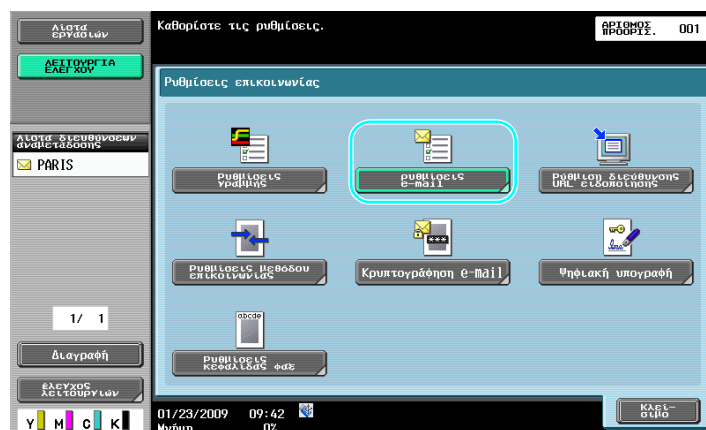 Λίστα
εργασιών
Καθορίστε τις ρυθμίσεις.
ΑΡΙΘΜΟΣ
ΠΡΟΟΡΙΣ.
001
ΛΕΙΤΟΥΡΓΙΑ
ΕΛΕΓΧΟΥ
Ρυθμίσεις επικοινωνίας
Λίστα διευθύνσεων
αναμετάδοσης
PARIS
Ρυθμίσεις
γραμμής
Ρυθμίσεις
e-mail
Ρύθμιση διεύθυνσης
URL ειδοποίησης
Ρυθμίσεις μεθόδου
επικοινωνίας
Κρυπτογράφηση e-mail
Ψηφιακή υπογραφή
1/ 1
abcde
Διαγραφή
Ρυθμίσεις
κεφαλίδας φαξ
έλεγχος
λειτουργιών
Y M C K
01/23/2009 09:42
Μνήμη 0%
Κλεί-
σιμο